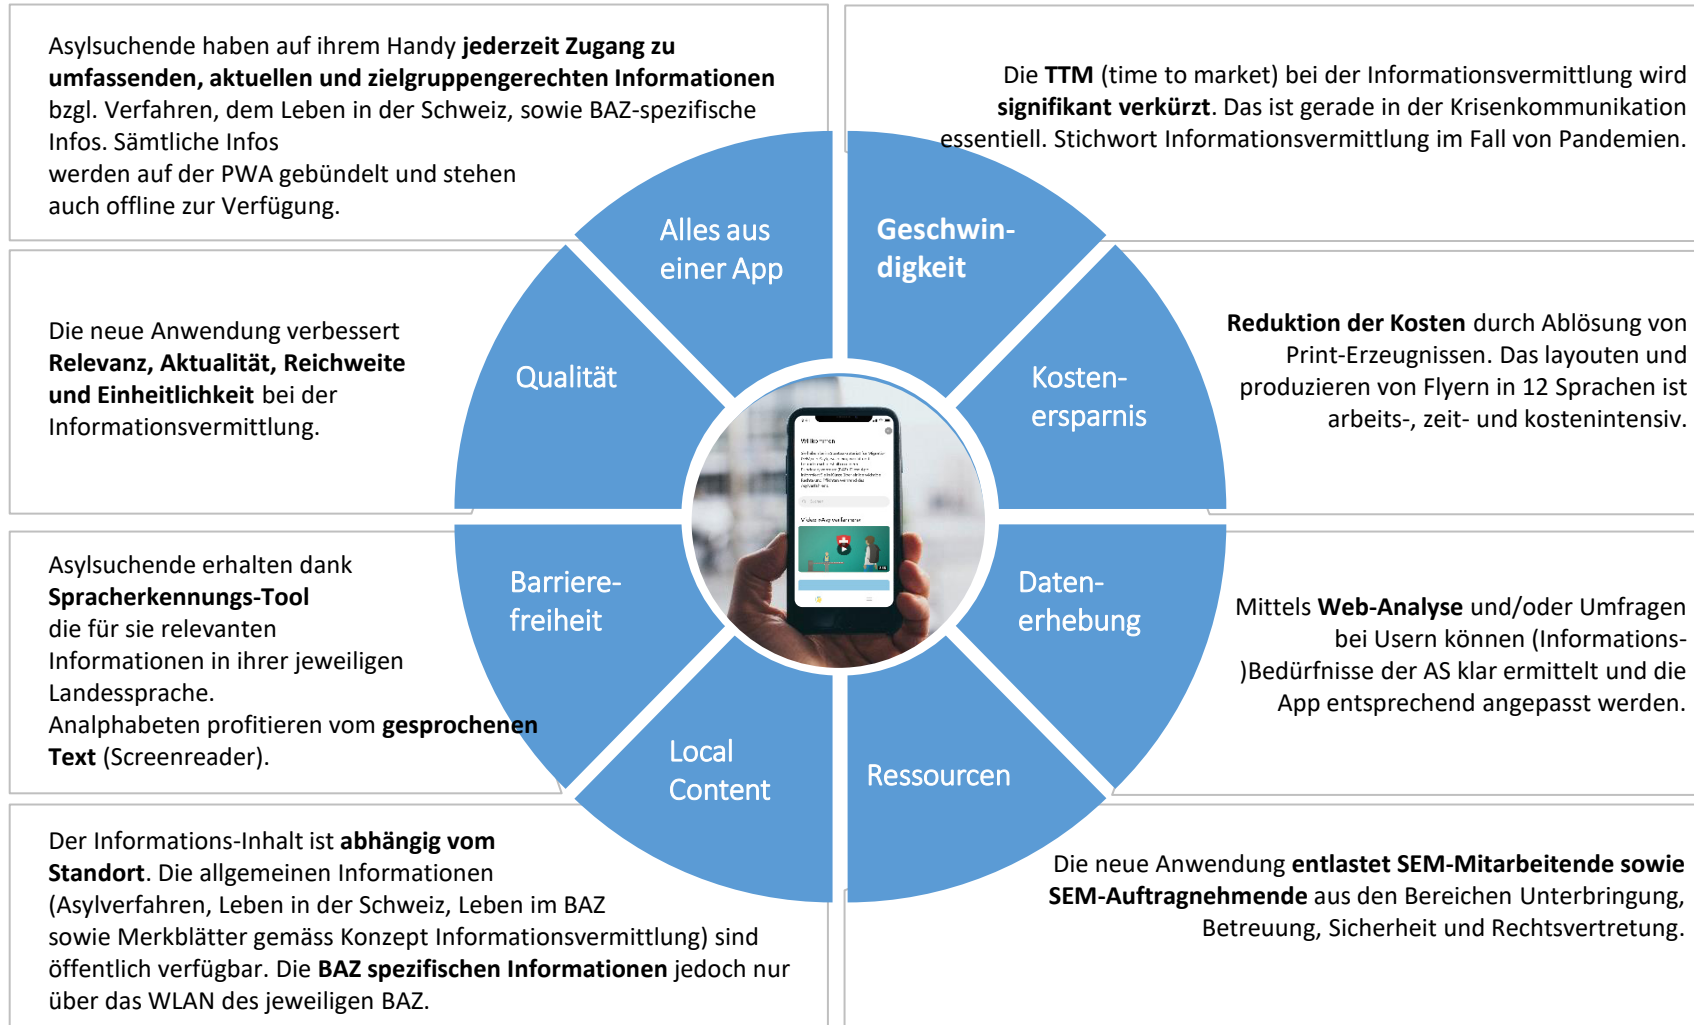 Asylsuchende haben auf ihrem Handy jederzeit Zugang zu
umfassenden, aktuellen und zielgruppengerechten Informationen
bzgl. Verfahren, dem Leben in der Schweiz, sowie BAZ-spezifische
Infos. Sämtliche Infos
werden auf der PWA gebündelt und stehen
auch offline zur Verfügung.
Die TTM (time to market) bei der Informationsvermittlung wird
signifikant verkürzt. Das ist gerade in der Krisenkommunikation
essentiell. Stichwort Informationsvermittlung im Fall von Pandemien.
Alles aus
einer App
Geschwin-
digkeit
Die neue Anwendung verbessert
Relevanz, Aktualität, Reichweite
und Einheitlichkeit bei der
Informationsvermittlung.
Qualität
Kosten-
ersparnis
Reduktion der Kosten durch Ablösung von
Print-Erzeugnissen. Das layouten und
produzieren von Flyern in 12 Sprachen ist
arbeits-, zeit- und kostenintensiv.
Willkommen
Asylsuchende erhalten dank
Spracherkennungs-Tool
die für sie relevanten
Informationen in ihrer jeweiligen
Landessprache.
Analphabeten profitieren vom gesprochenen
Text (Screenreader).
Barriere-
freiheit
Daten-
erhebung
Mittels Web-Analyse und/oder Umfragen
bei Usern können (Informations-
)Bedürfnisse der AS klar ermittelt und die
App entsprechend angepasst werden.
Local
Content
Ressourcen
Der Informations-Inhalt ist abhängig vom
Standort. Die allgemeinen Informationen
(Asylverfahren, Leben in der Schweiz, Leben im BAZ
sowie Merkblätter gemäss Konzept Informationsvermittlung) sind
öffentlich verfügbar. Die BAZ spezifischen Informationen jedoch nur
über das WLAN des jeweiligen BAZ.
Die neue Anwendung entlastet SEM-Mitarbeitende sowie
SEM-Auftragnehmende aus den Bereichen Unterbringung,
Betreuung, Sicherheit und Rechtsvertretung.